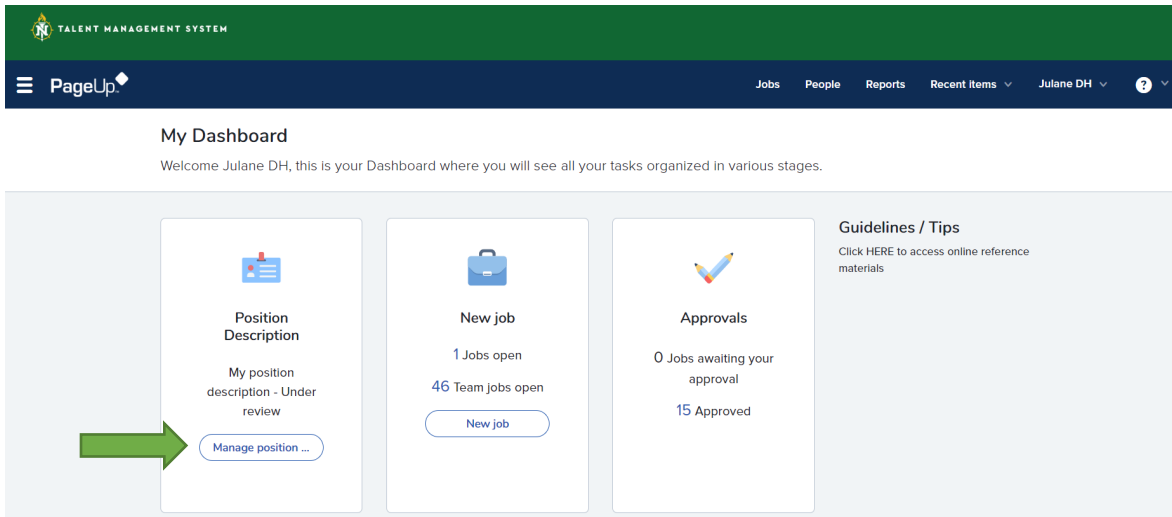 N TALENT MANAGEMENT SYSTEM
PageUp™
Jobs People Reports Recent items Julane DH ?
My Dashboard
Welcome Julane DH, this is your Dashboard where you will see all your tasks organized in various stages.
Position
Description
My position
description - Under
review
Manage position ...
New job
1 Jobs open
46 Team jobs open
New job
Approvals
0 Jobs awaiting your
approval
15 Approved
Guidelines / Tips
Click HERE to access online reference
materials